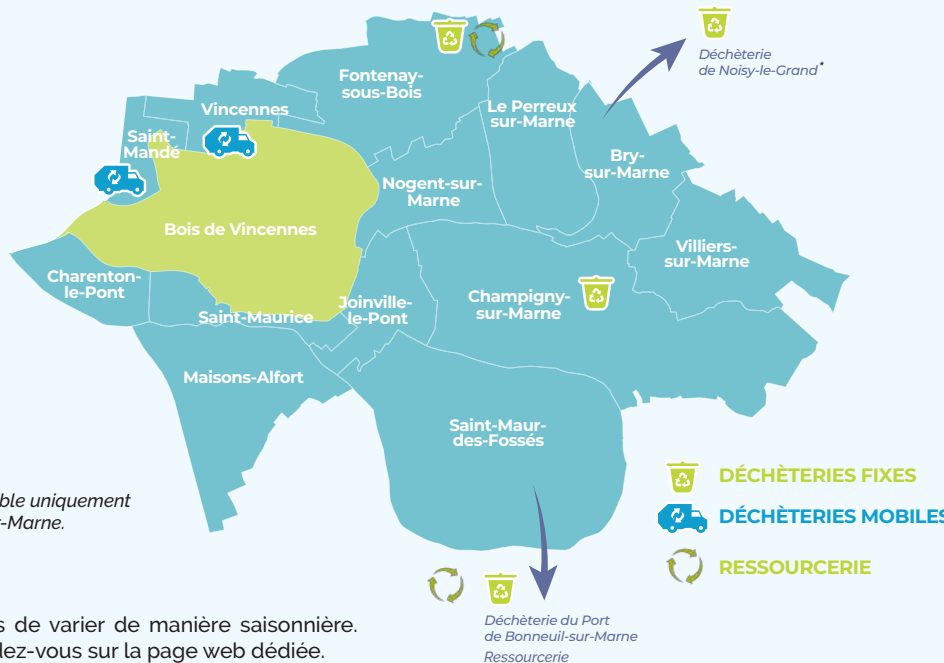 Déchèterie
de Noisy-le-Grand*
Fontenay-
sous-Bois
Vincennes
Le Perreux
sur-Marne
Saint-
Mandé
Bry-
sur-Marne
Nogent-sur-
Marne
Bois de Vincennes
Villiers-
sur-Marne
Charenton-
le-Pont
Saint-Maurice
Joinville-
le-Pont
Champigny-
sur-Marne
Maisons-Alfort
Saint-Maur-
des-Fossés
DÉCHÈTERIES FIXES
DÉCHÈTERIES MOBILES
RESSOURCERIE
uniquement
-Marne.
Déchèterie du Port
de Bonneuil-sur-Marne
Ressourcerie
de varier de manière saisonnière.
-vous sur la page web dédiée.